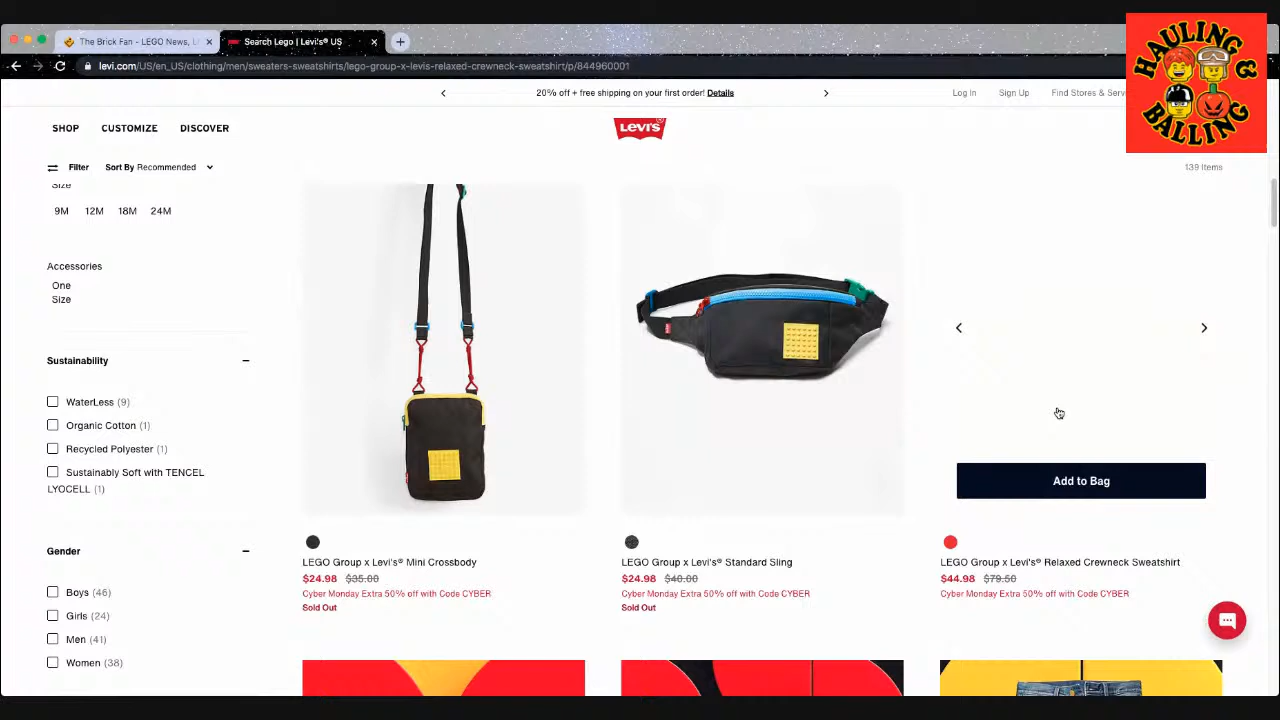 The Brick Fan - LEGO News, L
Search Lego | Levi's® US
levi.com/US/en_US/clothing/men/sweaters-sweatshirts/lego-group-x-levis-relaxed-crewneck-sweatshirt/p/844960001
HAULING & BALLING
20% off + free shipping on your first order! Details
Log In
Sign Up
Find Stores & Serv
SHOP
CUSTOMIZE
DISCOVER
Levi's
Filter
Sort By Recommended
139 Items
Size
9M 12M 18M 24M
Accessories
One
Size
Sustainability
WaterLess (9)
Organic Cotton (1)
Recycled Polyester (1)
Sustainably Soft with TENCEL
LYOCELL (1)
Gender
Boys (46)
Girls (24)
Men (41)
Women (38)
LEGO Group x Levi's® Mini Crossbody
$24.98 $35.00
Cyber Monday Extra 50% off with Code CYBER
Sold Out
LEGO Group x Levi's® Standard Sling
$24.98 $40.00
Cyber Monday Extra 50% off with Code CYBER
Sold Out
Add to Bag
LEGO Group x Levi's® Relaxed Crewneck Sweatshirt
$44.98 $79.50
Cyber Monday Extra 50% off with Code CYBER